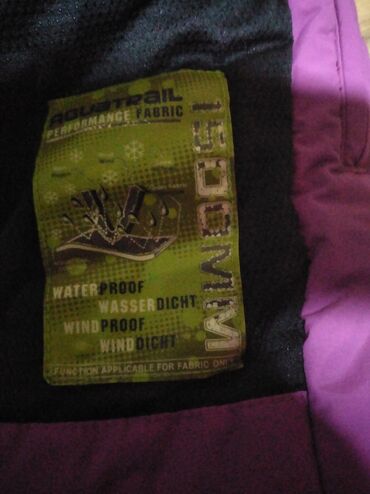 AQUATRAIL
PERFORMANCE FABRIC
1500MM
WATERPROOF
WASSERDICHT
WINDPROOF
WINDDICHT
FUNCTION APPLICABLE FOR FABRIC ONLY